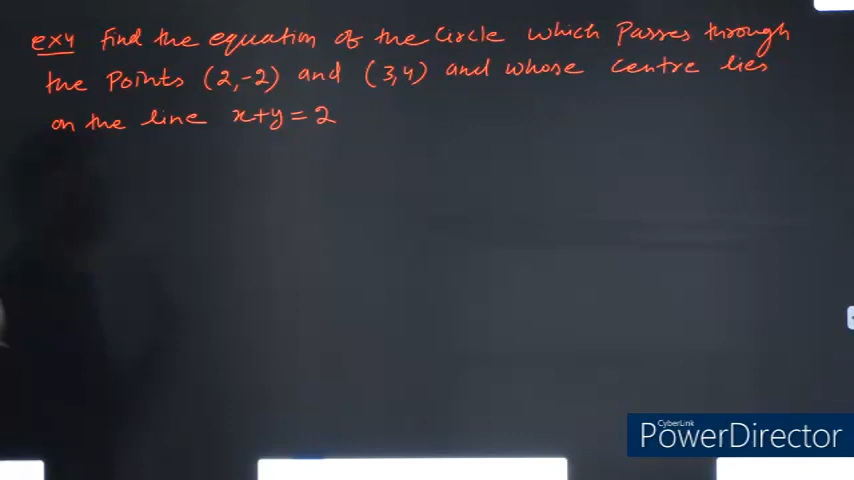 ex4 find the equation of the Circle which Passes through
the Points (2,-2) and (3,4) and whose centre lies
on the line x+y=2
CyberLink
PowerDirector